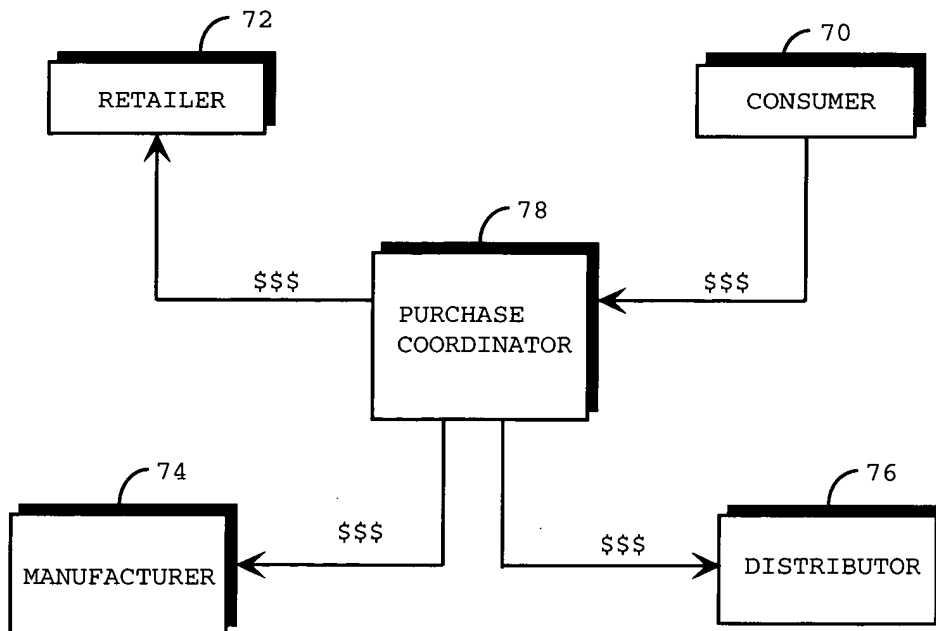 72
70
RETAILER
CONSUMER
78
$$$
$$$
PURCHASE
COORDINATOR
74
76
$$$
$$$
MANUFACTURER
DISTRIBUTOR